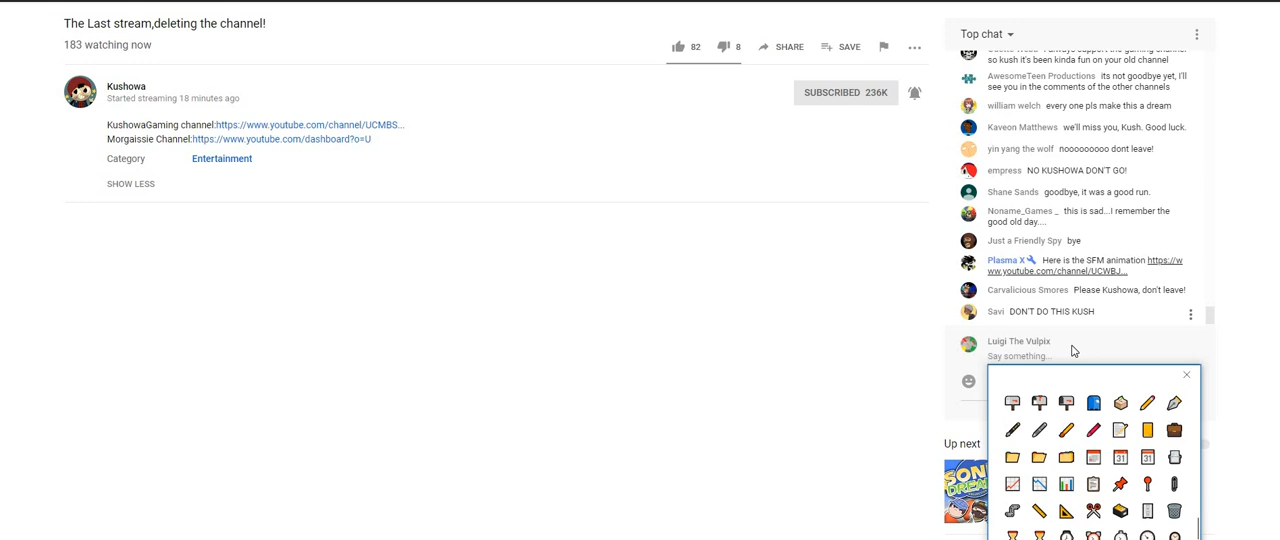 The Last stream,deleting the channel!
183 watching now
82
8
SHARE
SAVE
Kushowa
Started streaming 18 minutes ago
SUBSCRIBED 236K
KushowaGaming channel:https://www.youtube.com/channel/UCMBS...
Morgaissie Channel:https://www.youtube.com/dashboard?o=U
Category Entertainment
SHOW LESS
Top chat
so kush it's been kinda fun on your old channel
AwesomeTeen Productions its not goodbye yet, I'll
see you in the comments of the other channels
william welch every one pls make this a dream
Kaveon Matthews we'll miss you, Kush. Good luck.
yin yang the wolf nooooooooo dont leave!
empress NO KUSHOWA DON'T GO!
Shane Sands goodbye, it was a good run.
Noname_Games _ this is sad...I remember the
good old day....
Just a Friendly Spy bye
Plasma X Here is the SFM animation https://w
ww.youtube.com/channel/UCWBJ...
Carvalicious Smores Please Kushowa, don't leave!
Savi DON'T DO THIS KUSH
Luigi The Vulpix
Say something...
Up next